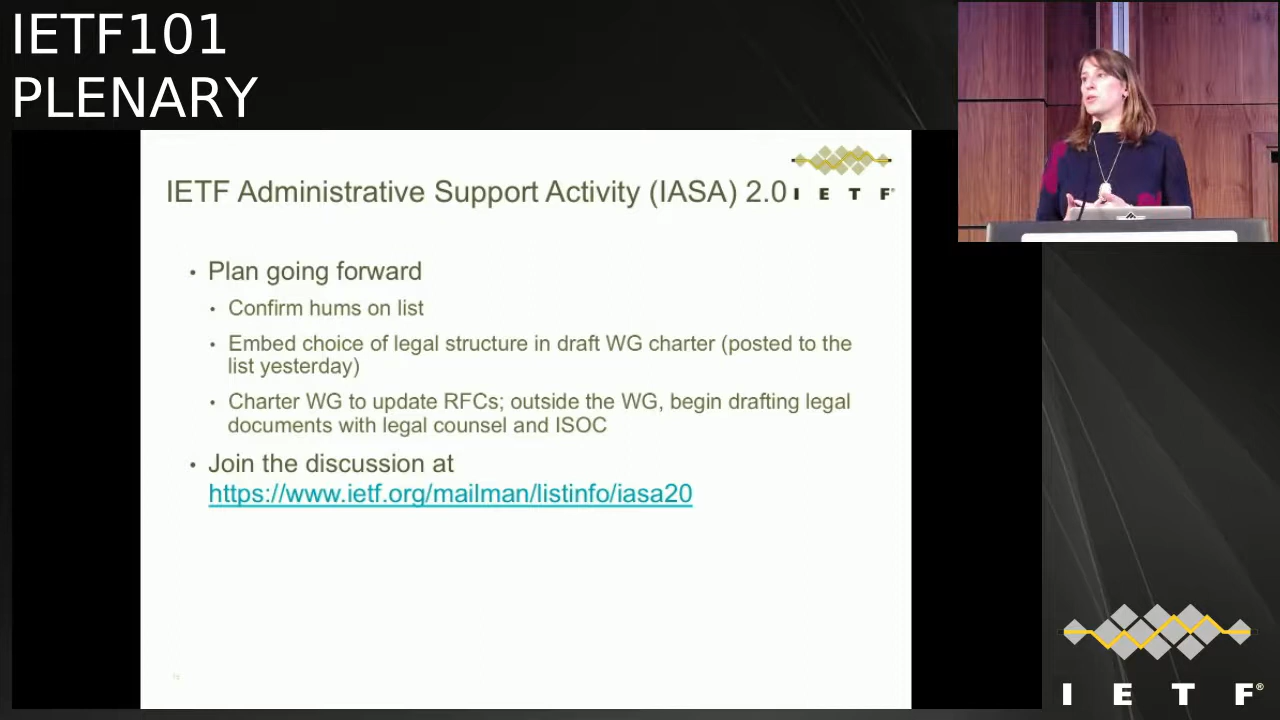 IETF101
PLENARY
IETF Administrative Support Activity (IASA) 2.0
I E T F®
• Plan going forward
• Confirm hums on list
• Embed choice of legal structure in draft WG charter (posted to the
list yesterday)
• Charter WG to update RFCs; outside the WG, begin drafting legal
documents with legal counsel and ISOC
• Join the discussion at
https://www.ietf.org/mailman/listinfo/iasa20
I E T F®